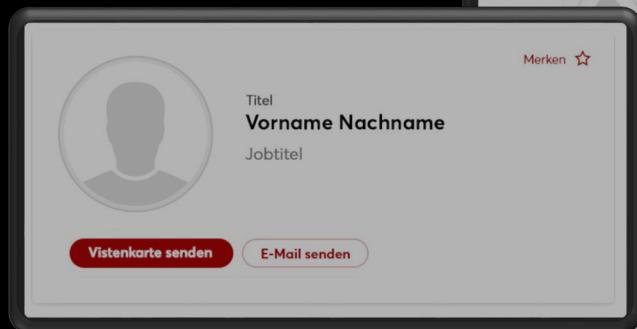 Merken
Titel
Vorname Nachname
Jobtitel
Vistenkarte senden
E-Mail senden